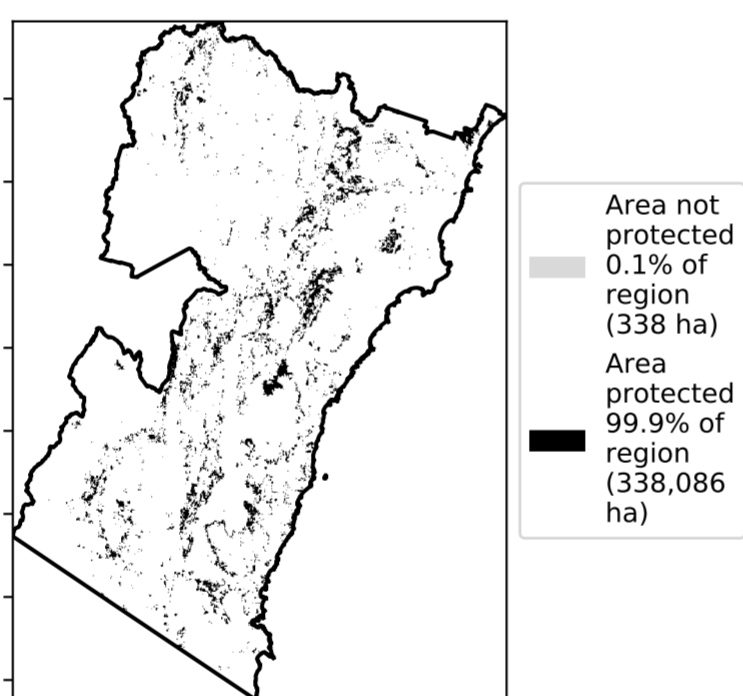 Area not
protected
0.1% of
region
(338 ha)
Area
protected
99.9% of
region
(338,086
ha)